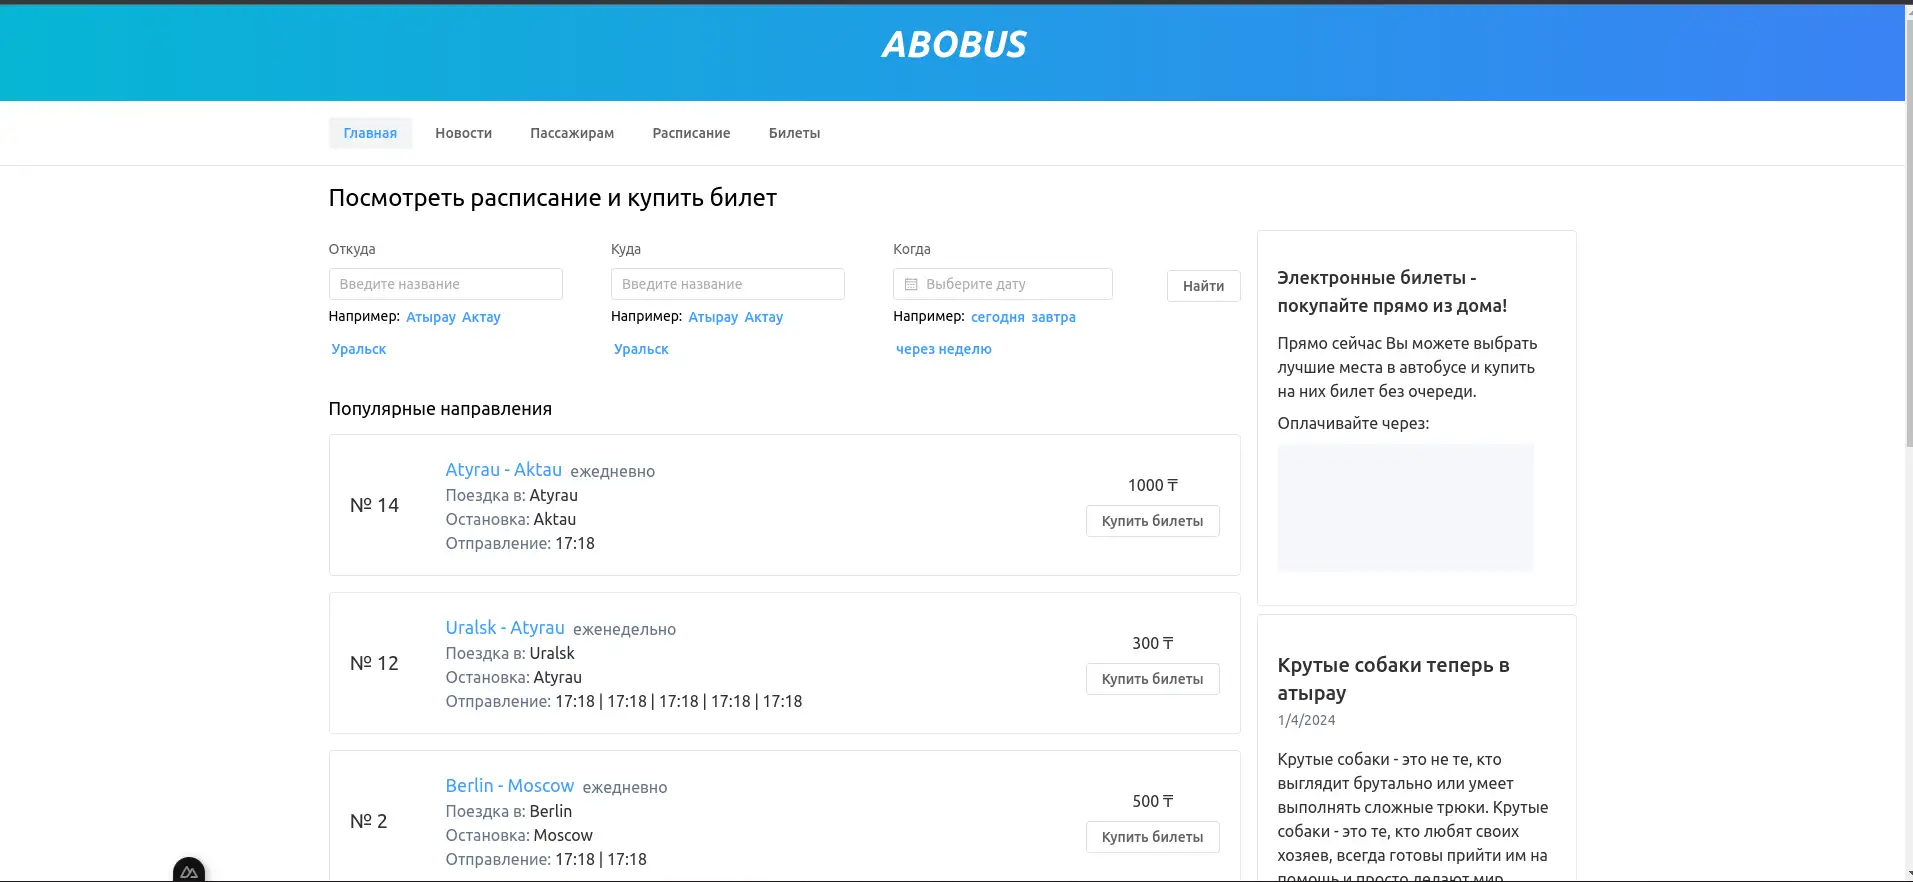 ABOBUS
Главная Новости Пассажирам Расписание Билеты
Посмотреть расписание и купить билет
Откуда Куда Когда
Введите название Введите название Выберите дату Найти
Например: Атырау Актау Например: Атырау Актау Например: сегодня завтра
Уральск Уральск через неделю
Популярные направления
Atyrau - Aktau ежедневно
Поездка в: Atyrau
№ 14
Остановка: Aktau
Отправление: 17:18
1000 ₸
Купить билеты
Uralsk - Atyrau еженедельно
Поездка в: Uralsk
№ 12
Остановка: Atyrau
Отправление: 17:18 | 17:18 | 17:18 | 17:18 | 17:18
300 ₸
Купить билеты
Berlin - Moscow ежедневно
Поездка в: Berlin
№ 2
Остановка: Moscow
Отправление: 17:18 | 17:18
500 ₸
Купить билеты
Электронные билеты -
покупайте прямо из дома!
Прямо сейчас Вы можете выбрать
лучшие места в автобусе и купить
на них билет без очереди.
Оплачивайте через:
Крутые собаки теперь в
атырау
1/4/2024
Крутые собаки - это не те, кто
выглядит брутально или умеет
выполнять сложные трюки. Крутые
собаки - это те, кто любят своих
хозяев, всегда готовы прийти им на
помощь и просто делают мир